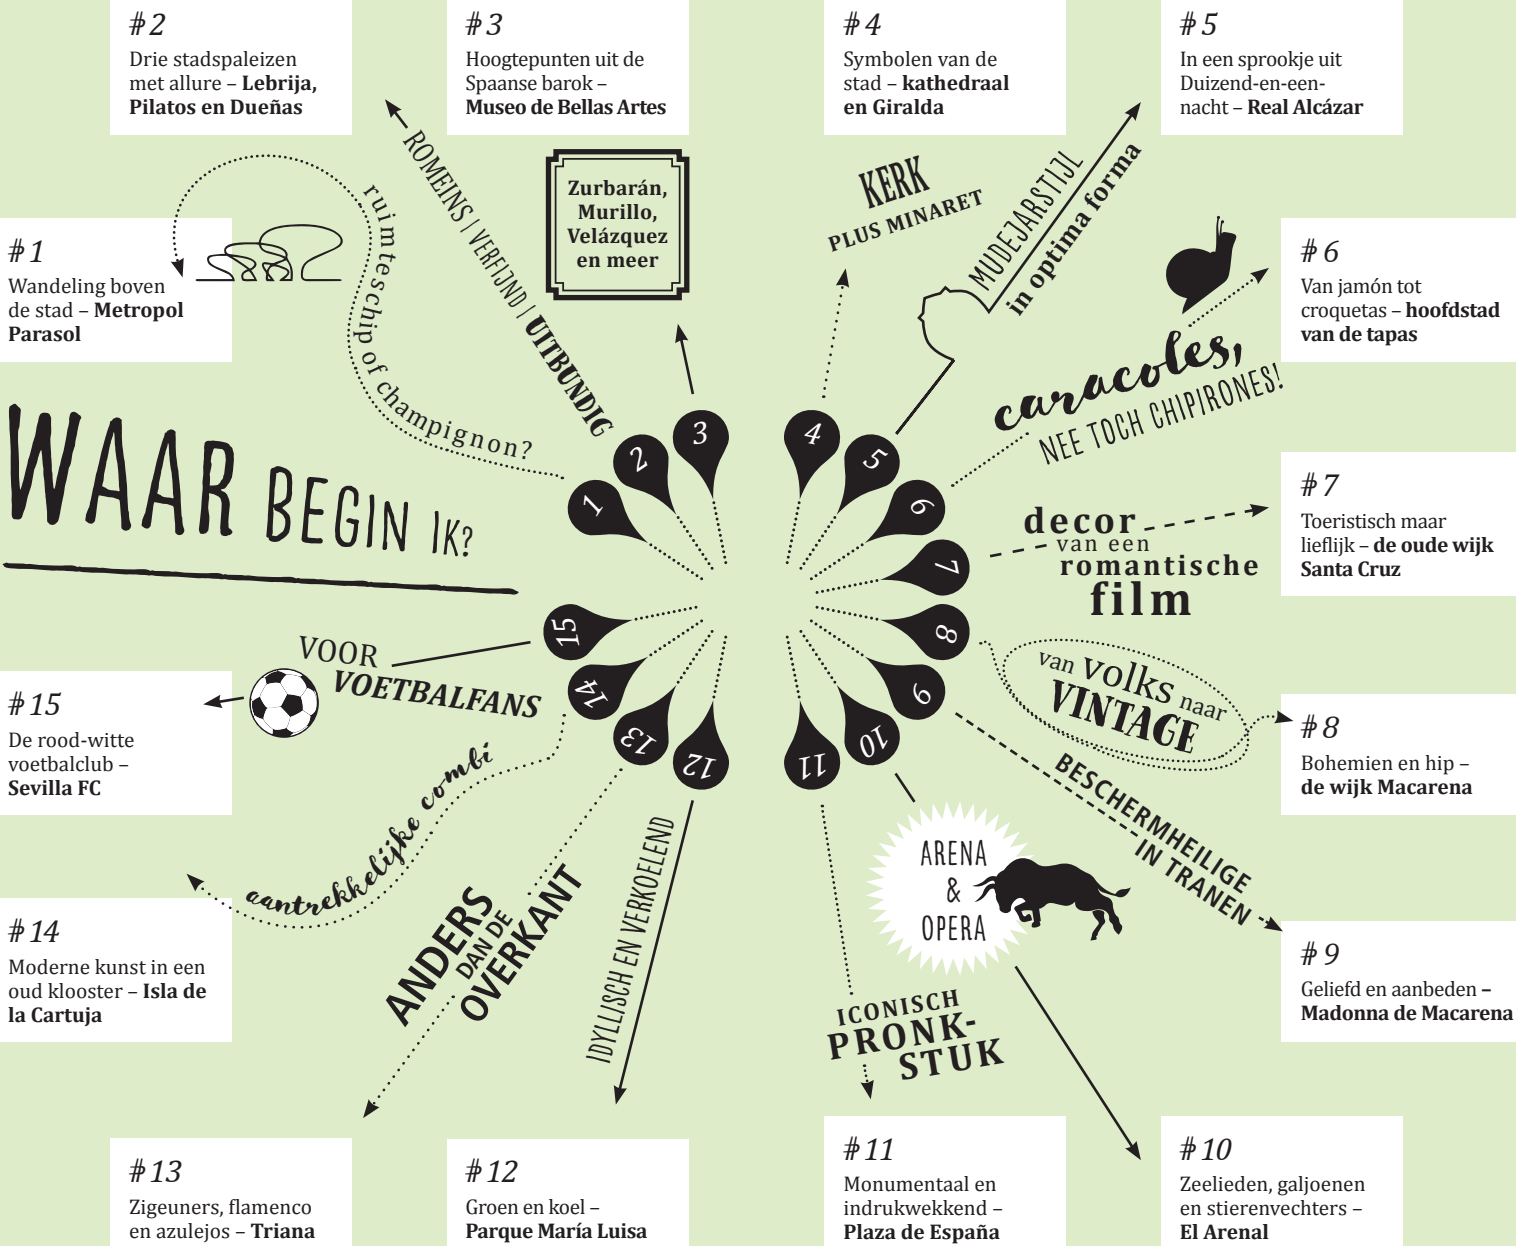 #2
Drie stadspaleizen
met allure – Lebrija,
Pilatos en Dueñas
#3
Hoogtepunten uit de
Spaanse barok –
Museo de Bellas Artes
#4
Symbolen van de
stad – kathedraal
en Giralda
#5
In een sprookje uit
Duizend-en-een-
nacht – Real Alcázar
#1
Wandeling boven
de stad – Metropol
Parasol
ruimteschip of champignon?
ROMEINS | VERFIJND | UITBUNDIG
Zurbarán,
Murillo,
Velázquez
en meer
KERK
PLUS MINARET
MUDEJARSTIJL
in optima forma
#6
Van jamón tot
croquetas – hoofdstad
van de tapas
caracoles,
NEE TOCH CHIPIRONES!
WAAR BEGIN IK?
1
2
3
4
5
6
7
8
9
10
11
12
13
14
15
decor
van een
romantische
film
#7
Toeristisch maar
lieflijk – de oude wijk
Santa Cruz
VOOR
VOETBALFANS
van volks naar
VINTAGE
#15
De rood-witte
voetbalclub –
Sevilla FC
#8
Bohemien en hip –
de wijk Macarena
aantrekkelijke combi
BESCHERMHEILIGE
IN TRANEN
ARENA
&
OPERA
ANDERS
DAN DE
OVERKANT
IDYLLISCH EN VERKOELEND
ICONISCH
PRONK-
STUK
#14
Moderne kunst in een
oud klooster – Isla de
la Cartuja
#9
Geliefd en aanbeden –
Madonna de Macarena
#13
Zigeuners, flamenco
en azulejos – Triana
#12
Groen en koel –
Parque María Luisa
#11
Monumentaal en
indrukwekkend –
Plaza de España
#10
Zeelieden, galjoenen
en stierenvechters –
El Arenal